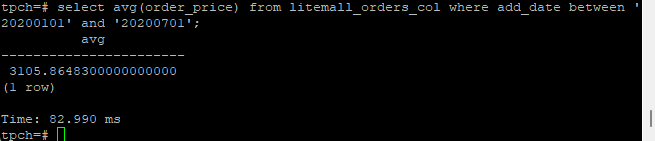 tpch=# select avg(order_price) from litemall_orders_col where add_date between '
20200101' and '20200701';
avg
-----------------------
3105.8648300000000000
(1 row)
Time: 82.990 ms
tpch=#